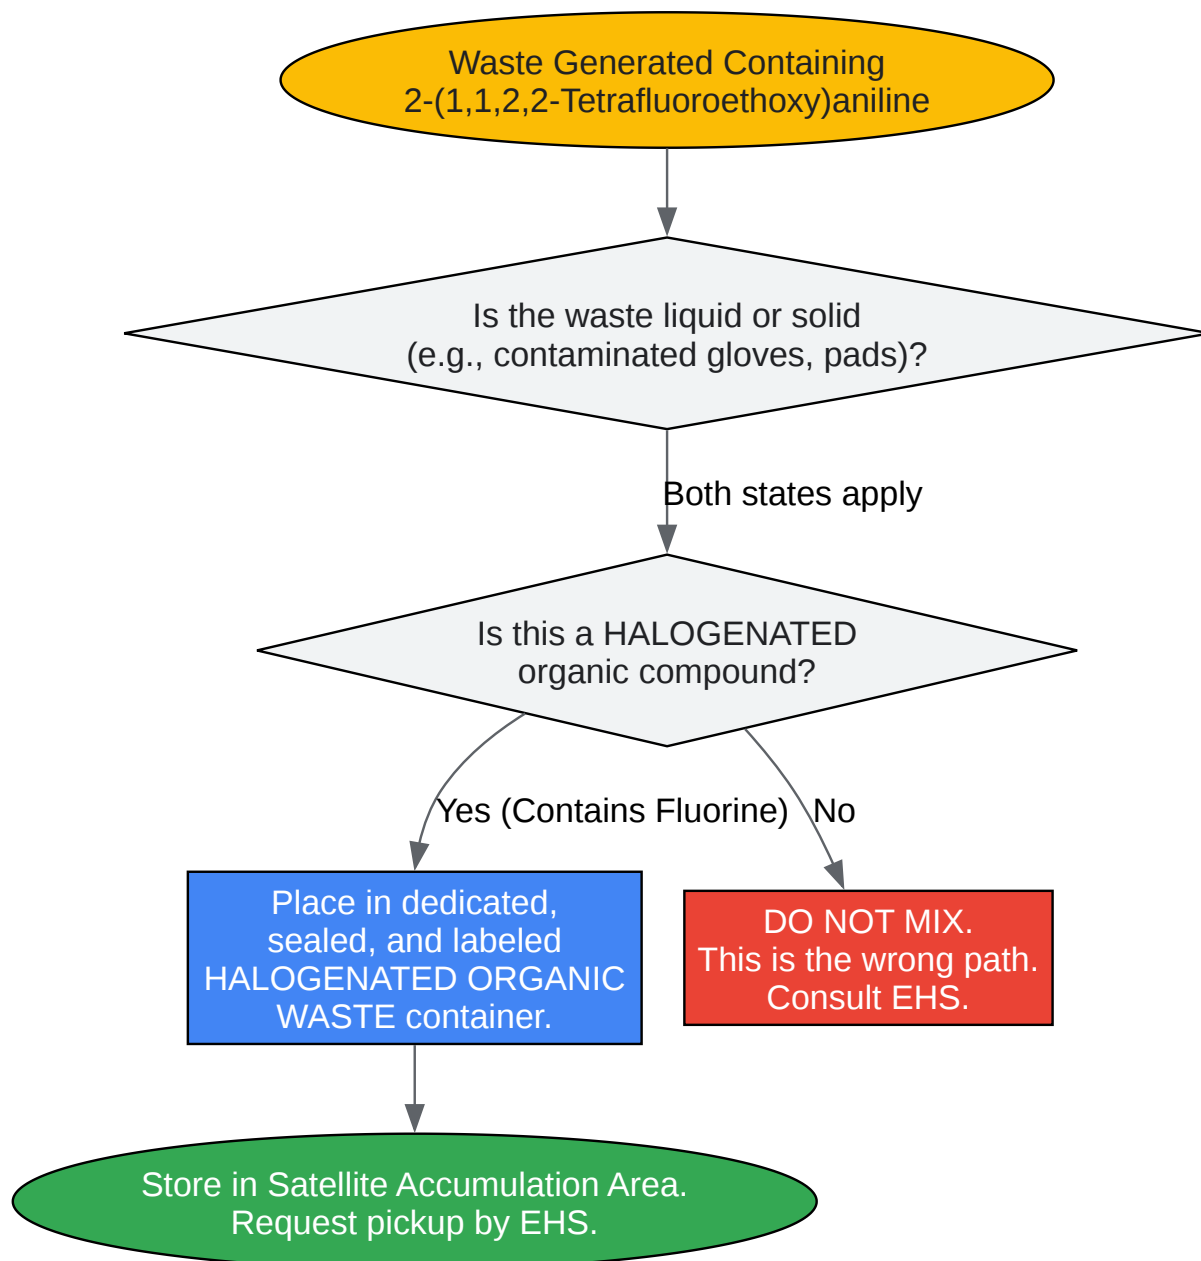 Waste Generated Containing
2-(1,1,2,2-Tetrafluoroethoxy)aniline
Is the waste liquid or solid
(e.g., contaminated gloves, pads)?
Both states apply
Is this a HALOGENATED
organic compound?
Yes (Contains Fluorine)
No
Place in dedicated,
sealed, and labeled
HALOGENATED ORGANIC
WASTE container.
DO NOT MIX.
This is the wrong path.
Consult EHS.
Store in Satellite Accumulation Area.
Request pickup by EHS.